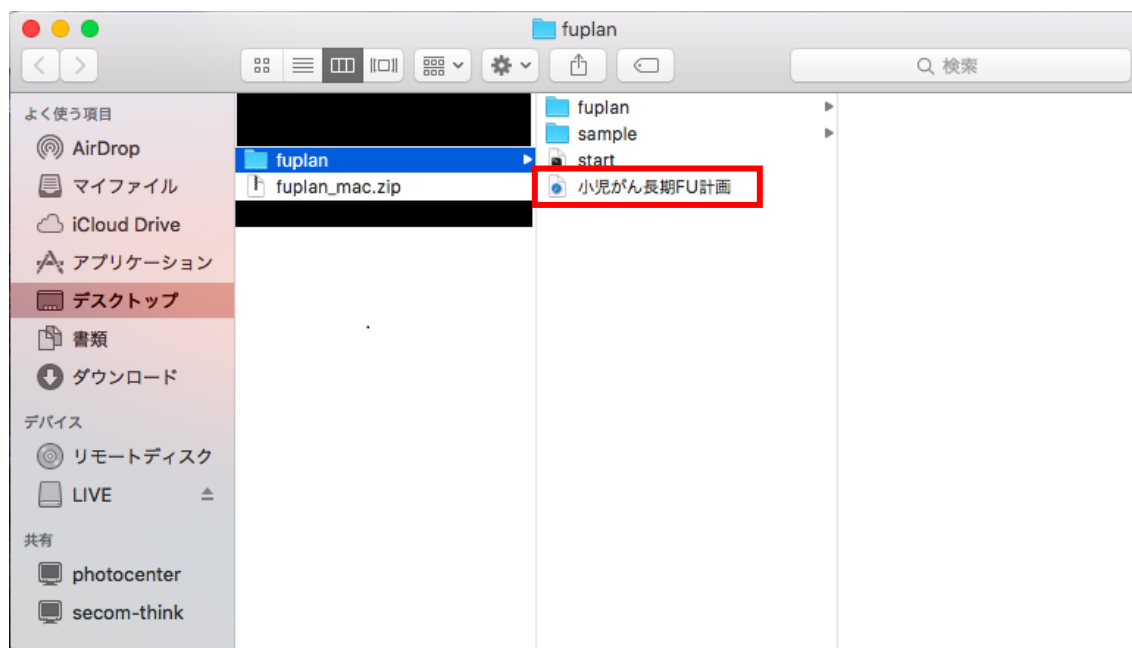 fuplan
検索
よく使う項目
AirDrop
マイファイル
iCloud Drive
アプリケーション
デスクトップ
書類
ダウンロード
デバイス
リモートディスク
LIVE
共有
photocenter
secom-think
fuplan
fuplan_mac.zip
fuplan
sample
start
小児がん長期FU計画